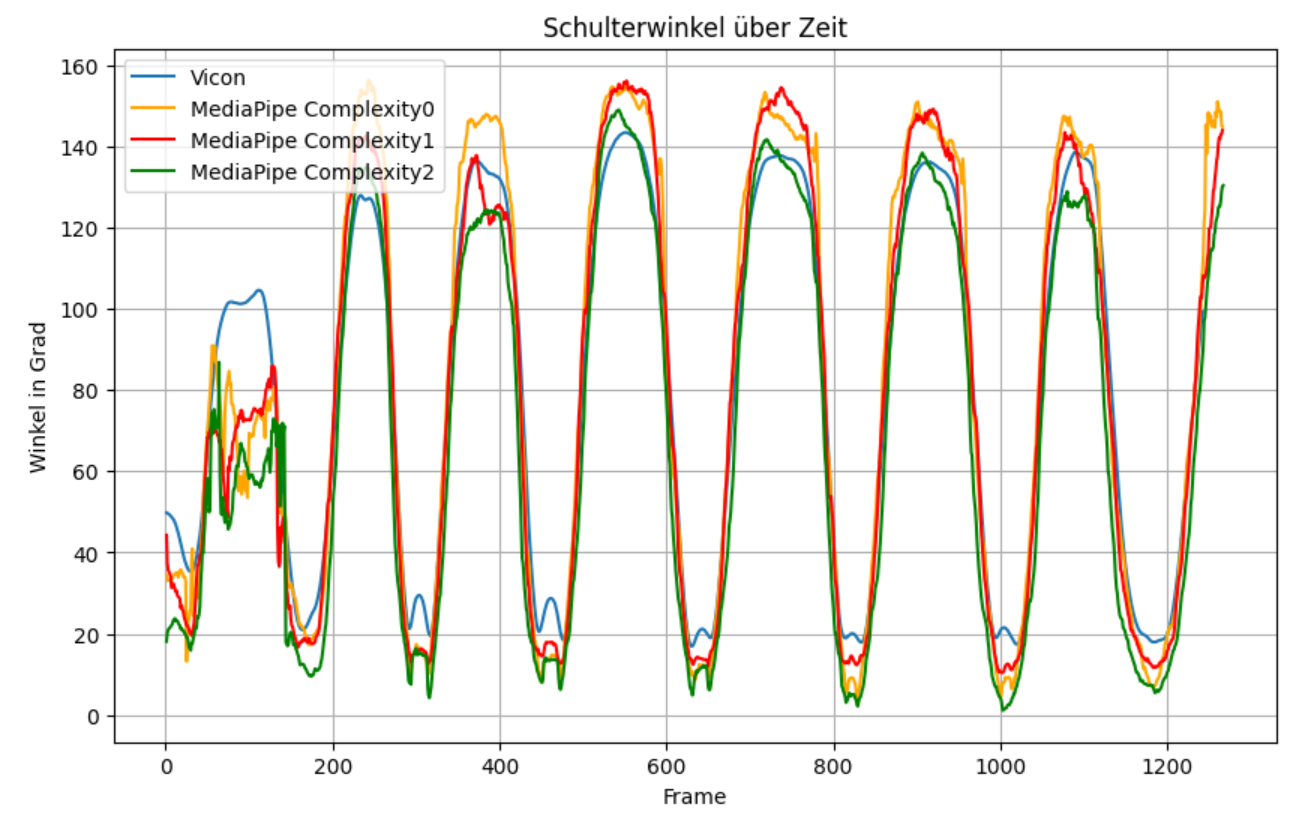 Schulterwinkel über Zeit
Vicon
MediaPipe Complexity0
MediaPipe Complexity1
MediaPipe Complexity2
160
140
120
100
80
60
40
20
0
Winkel in Grad
0 200 400 600 800 1000 1200
Frame